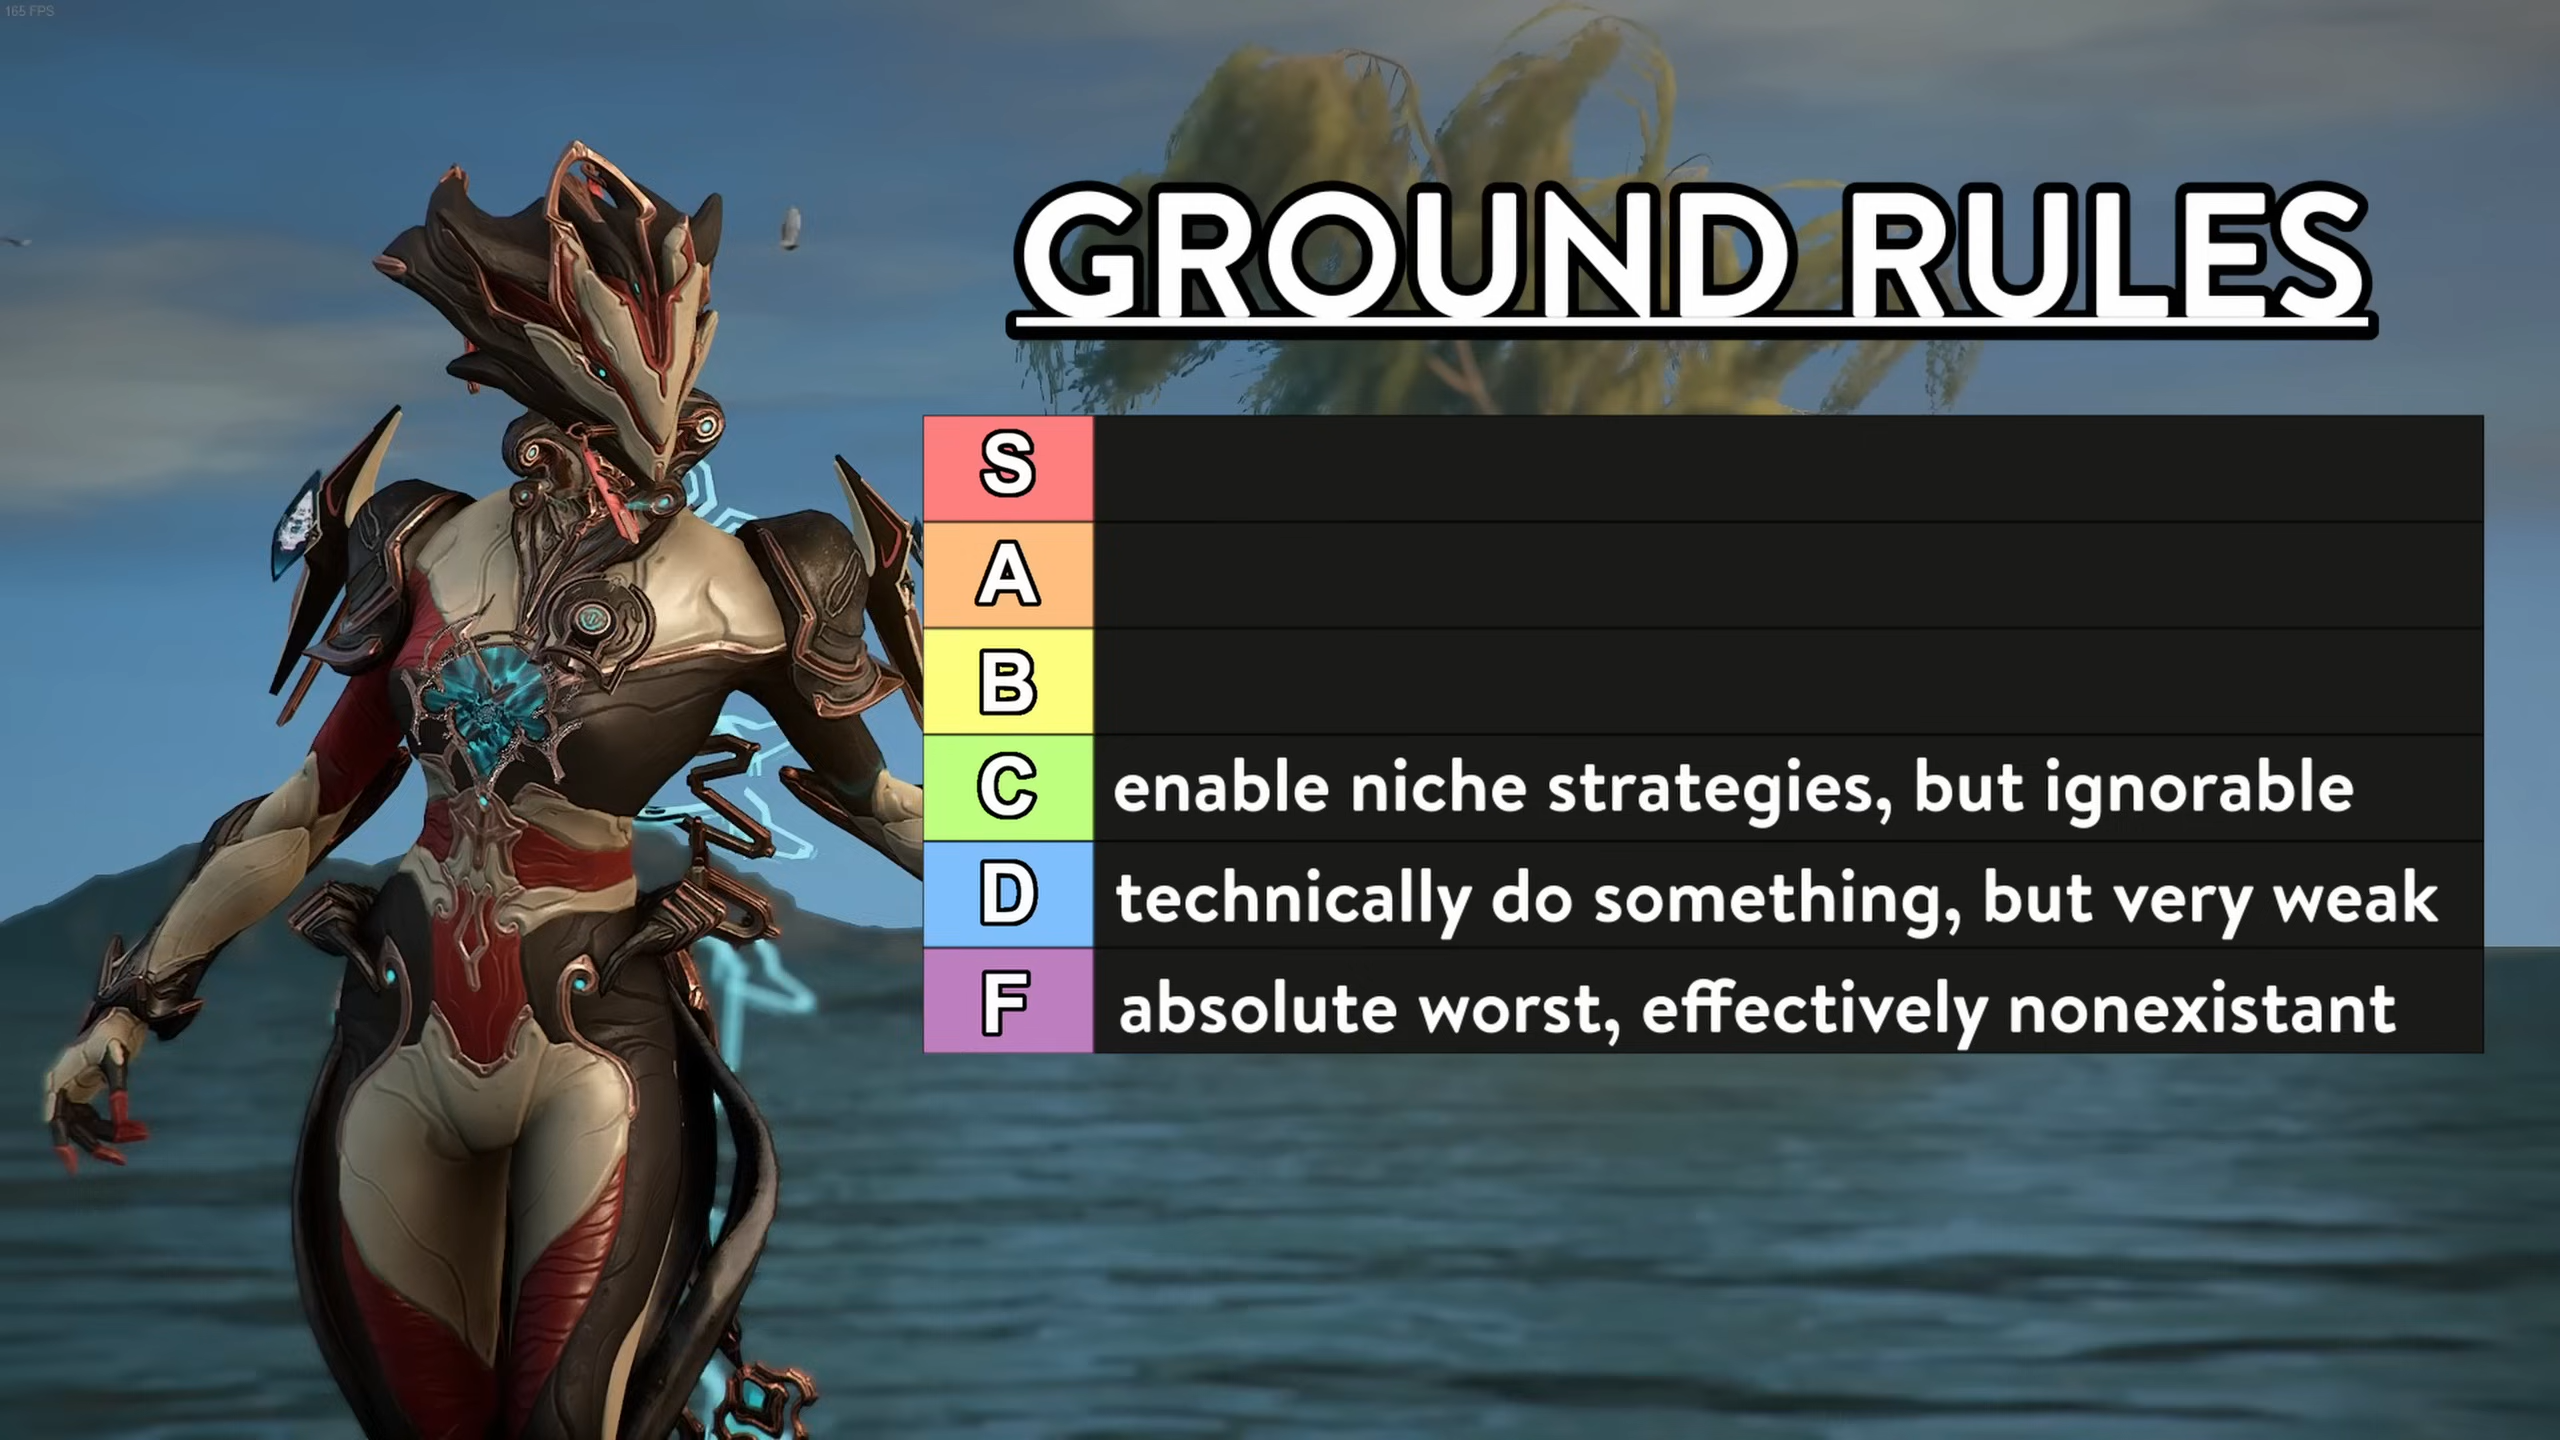 165 FPS
GROUND RULES
S
A
B
C enable niche strategies, but ignorable
D technically do something, but very weak
F absolute worst, effectively nonexistant